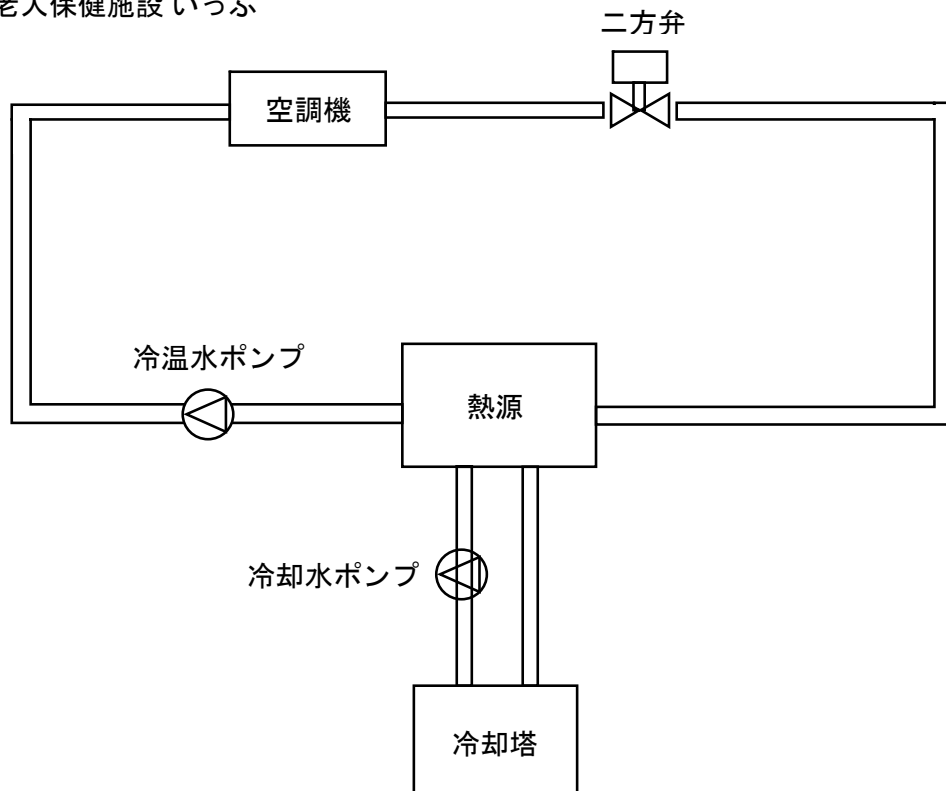 老人保健施設 いっふ
二方弁
空調機
冷温水ポンプ
熱源
冷却水ポンプ
冷却塔